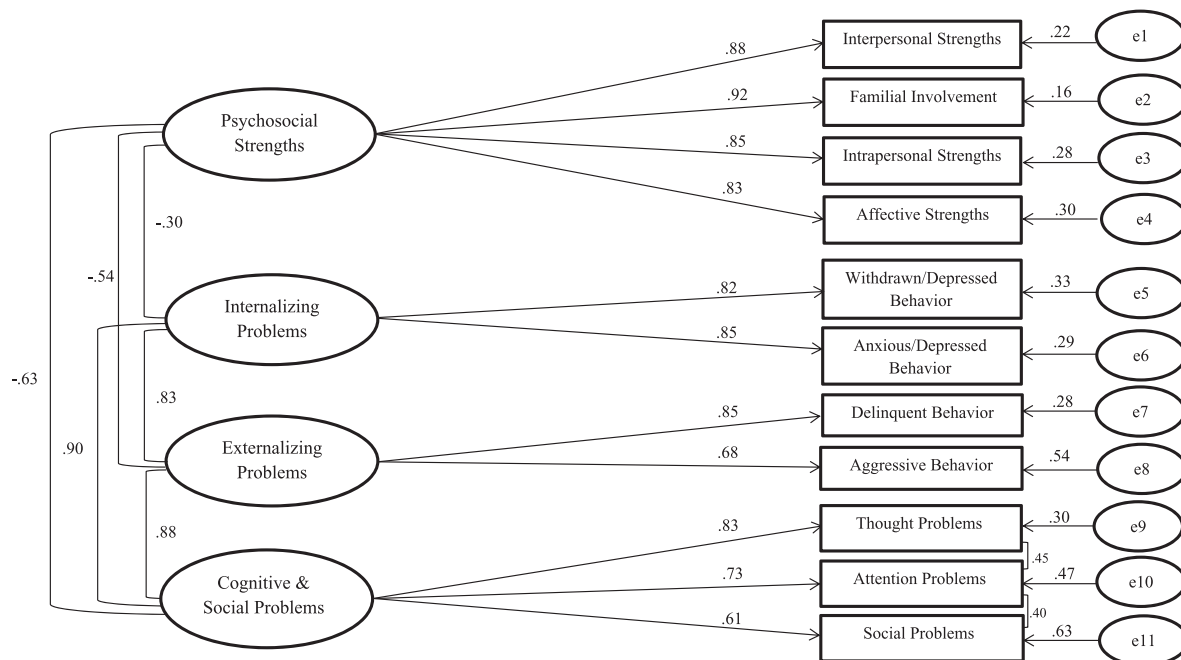 Interpersonal Strengths
.22
e1
.88
Familial Involvement
.16
e2
.92
Psychosocial
Strengths
.85
Intrapersonal Strengths
.28
e3
.83
Affective Strengths
.30
e4
-.30
-.54
Withdrawn/Depressed
Behavior
.33
e5
.82
Internalizing
Problems
.85
Anxious/Depressed
Behavior
.29
e6
-.63
.83
Delinquent Behavior
.28
e7
.85
.90
Externalizing
Problems
.68
Aggressive Behavior
.54
e8
.88
.83
Thought Problems
.30
e9
.45
Cognitive &
Social Problems
.73
Attention Problems
.47
e10
.40
.61
Social Problems
.63
e11